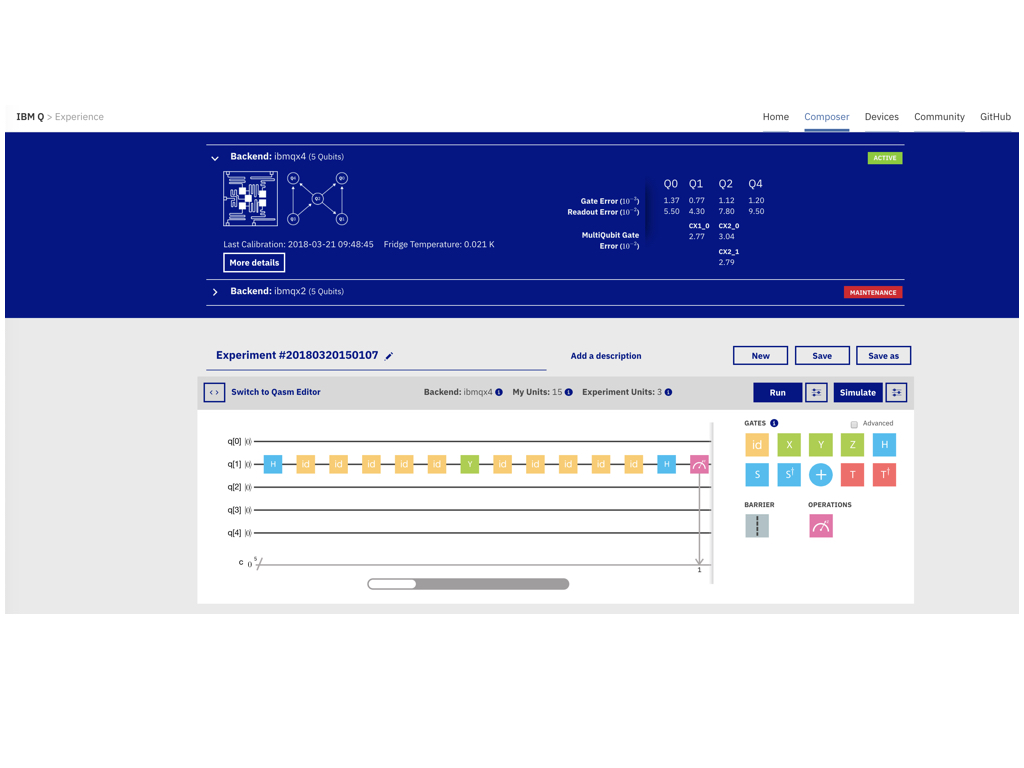 IBM Q > Experience
Home Composer Devices Community GitHub
Backend: ibmqx4 (5 Qubits)
ACTIVE
Q0 Q1 Q2 Q4
Gate Error (10⁻³) 1.37 0.77 1.12 1.20
Readout Error (10⁻²) 5.50 4.30 7.80 9.50
CX1_0 CX2_0
MultiQubit Gate 2.77 3.04
Error (10⁻²)
CX2_1
2.79
Q2
Last Calibration: 2018-03-21 09:48:45 Fridge Temperature: 0.021 K
More details
Backend: ibmqx2 (5 Qubits)
MAINTENANCE
Experiment #20180320150107
Add a description
New Save Save as
<> Switch to Qasm Editor
Backend: ibmqx4 i My Units: 15 i Experiment Units: 3 i
Run Simulate
GATES i Advanced
id X Y Z H
S S† + T T†
BARRIER OPERATIONS
q[0] |0⟩
q[1] |0⟩ H id id id id id Y id id id id id H
q[2] |0⟩
q[3] |0⟩
q[4] |0⟩
c 0 5
1